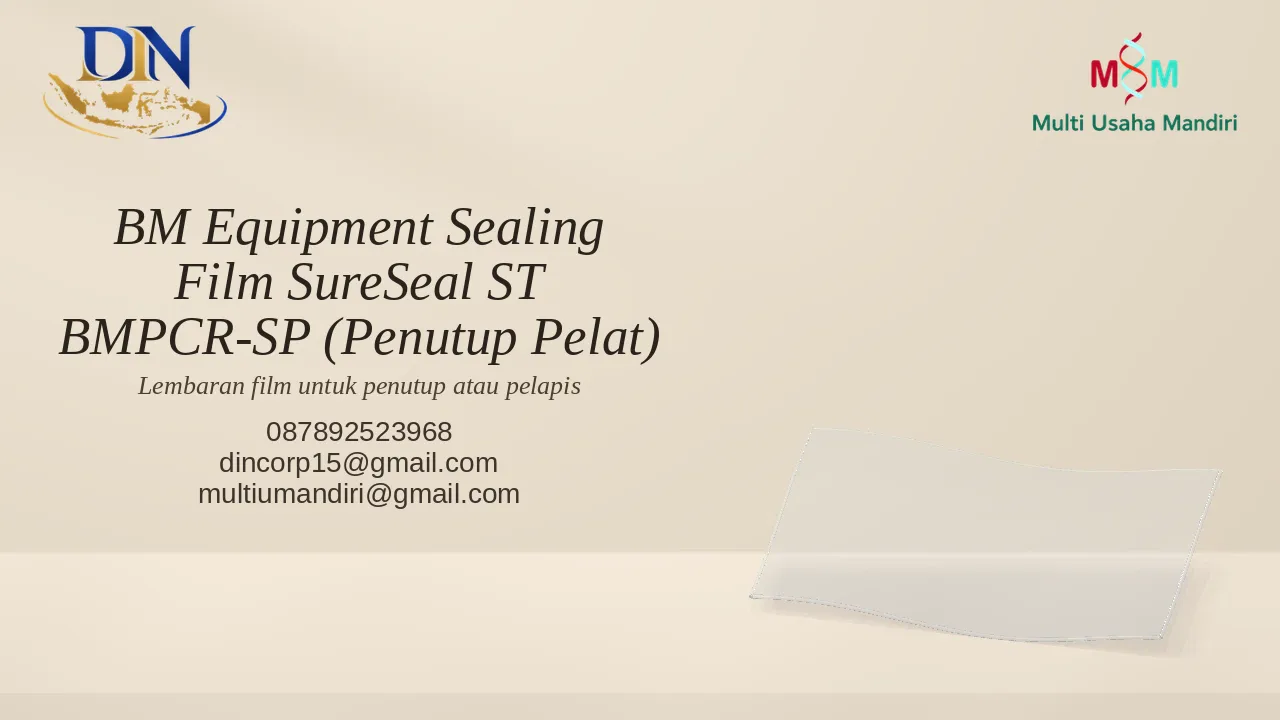 DIN
MSM
Multi Usaha Mandiri
BM Equipment Sealing
Film SureSeal ST
BMPCR-SP (Penutup Pelat)
Lembaran film untuk penutup atau pelapis
087892523968
dincorp15@gmail.com
multiumandiri@gmail.com